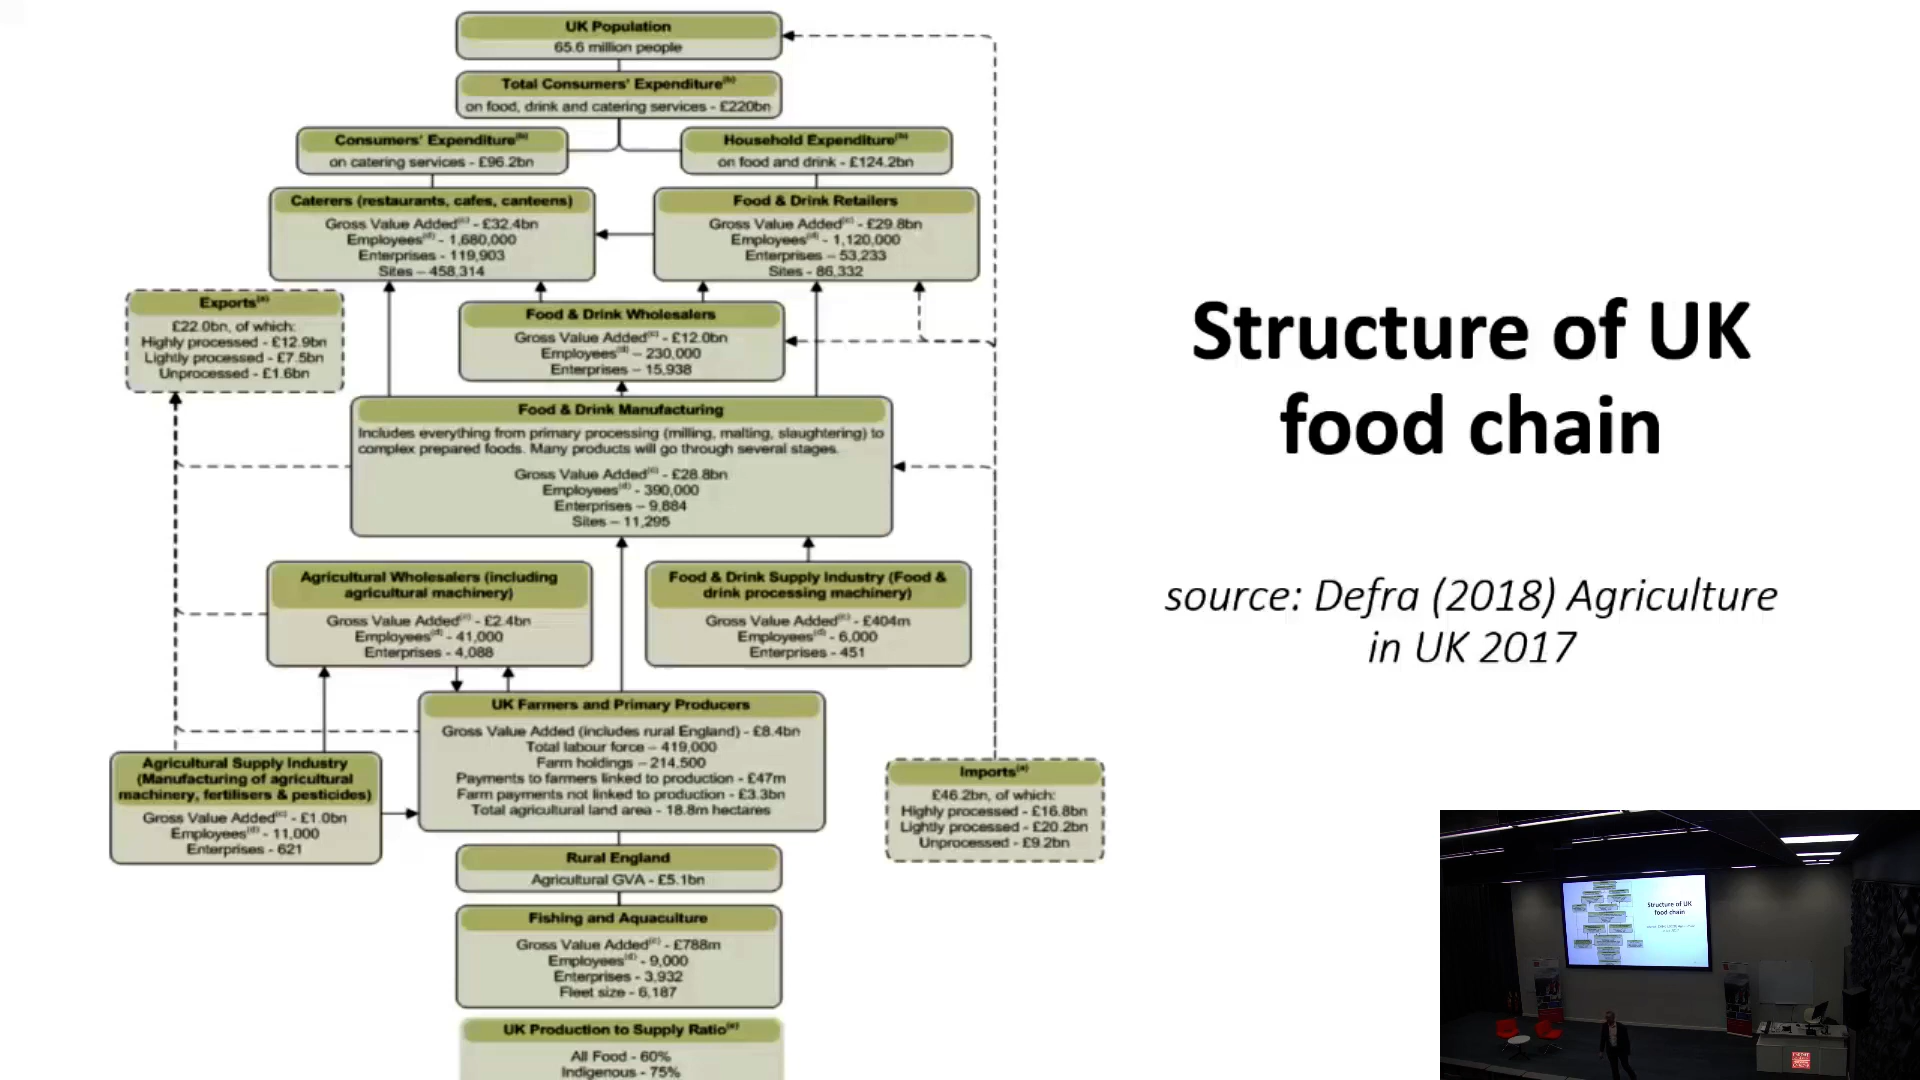 UK Population
65.6 million people
Total Consumers' Expenditure(b)
on food, drink and catering services - £220bn
Consumers' Expenditure(b)
on catering services - £96.2bn
Household Expenditure(b)
on food and drink - £124.2bn
Caterers (restaurants, cafes, canteens)
Gross Value Added(c) - £32.4bn
Employees(d) - 1,680,000
Enterprises - 119,903
Sites – 458,314
Food & Drink Retailers
Gross Value Added(c) - £29.8bn
Employees(d) - 1,120,000
Enterprises – 53,233
Sites - 86,332
Exports(a)
£22.0bn, of which:
Highly processed - £12.9bn
Lightly processed - £7.5bn
Unprocessed - £1.6bn
Food & Drink Wholesalers
Gross Value Added(c) - £12.0bn
Employees(d) – 230,000
Enterprises - 15,938
Food & Drink Manufacturing
Includes everything from primary processing (milling, malting, slaughtering) to
complex prepared foods. Many products will go through several stages.
Gross Value Added(c) - £28.8bn
Employees(d) - 390,000
Enterprises – 9,884
Sites – 11,295
Agricultural Wholesalers (including
agricultural machinery)
Gross Value Added(c) - £2.4bn
Employees(d) - 41,000
Enterprises - 4,088
Food & Drink Supply Industry (Food &
drink processing machinery)
Gross Value Added(c) - £404m
Employees(d) - 6,000
Enterprises - 451
UK Farmers and Primary Producers
Gross Value Added (includes rural England) - £8.4bn
Total labour force – 419,000
Farm holdings – 214,500
Payments to farmers linked to production - £47m
Farm payments not linked to production – £3.3bn
Total agricultural land area - 18.8m hectares
Agricultural Supply Industry
(Manufacturing of agricultural
machinery, fertilisers & pesticides)
Gross Value Added(c) - £1.0bn
Employees(d) - 11,000
Enterprises - 621
Imports(a)
£46.2bn, of which:
Highly processed - £16.8bn
Lightly processed - £20.2bn
Unprocessed - £9.2bn
Rural England
Agricultural GVA - £5.1bn
Fishing and Aquaculture
Gross Value Added(c) - £788m
Employees(d) - 9,000
Enterprises - 3,932
Fleet size - 6,187
UK Production to Supply Ratio(e)
All Food - 60%
Indigenous - 75%
Structure of UK
food chain
source: Defra (2018) Agriculture
in UK 2017
Structure of UK
food chain